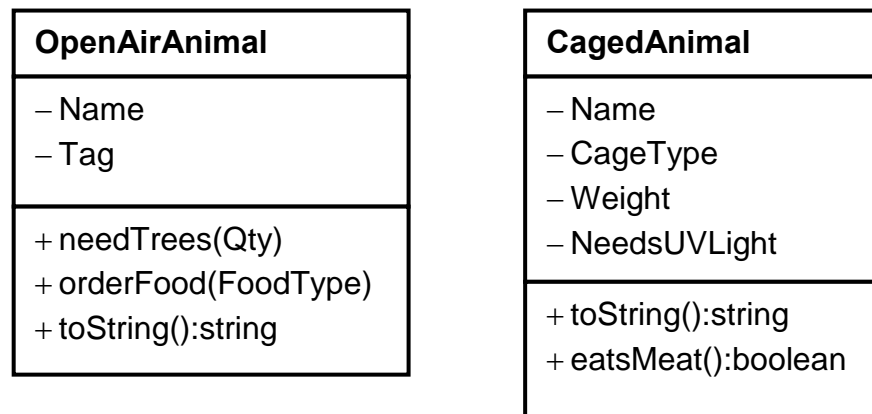 OpenAirAnimal
– Name
– Tag
+ needTrees(Qty)
+ orderFood(FoodType)
+ toString():string
CagedAnimal
– Name
– CageType
– Weight
– NeedsUVLight
+ toString():string
+ eatsMeat():boolean